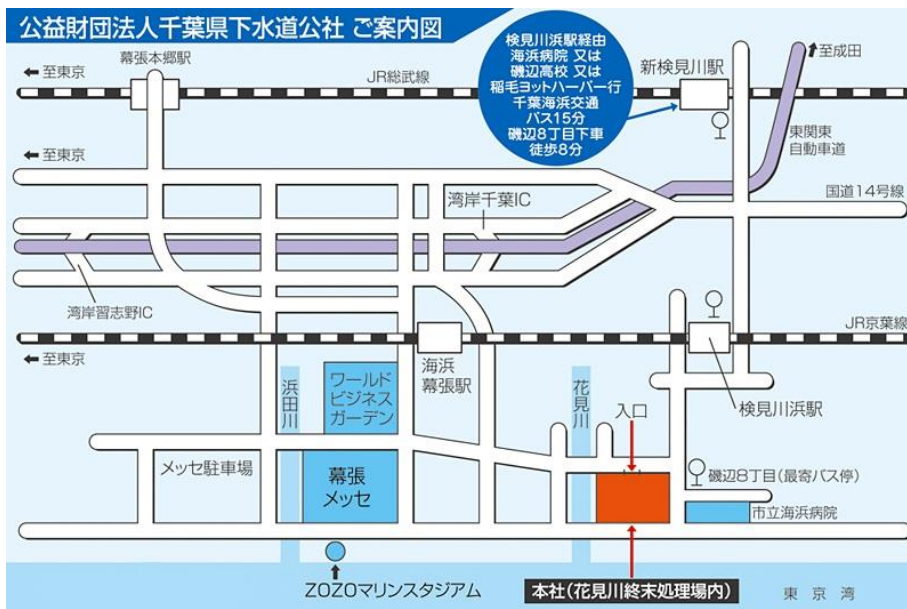 公益財団法人千葉県下水道公社 ご案内図
検見川浜駅経由
海浜病院 又は
磯辺高校 又は
稲毛ヨットハーバー行
千葉海浜交通
バス15分
磯辺8丁目下車
徒歩8分
至成田
幕張本郷駅
新検見川駅
至東京
JR総武線
東関東
自動車道
至東京
湾岸千葉IC
国道14号線
湾岸習志野IC
JR京葉線
至東京
海浜
幕張駅
浜田川
ワールド
ビジネス
ガーデン
花見川
入口
検見川浜駅
メッセ駐車場
幕張
メッセ
磯辺8丁目(最寄バス停)
市立海浜病院
ZOZOマリンスタジアム
本社(花見川終末処理場内)
東京湾